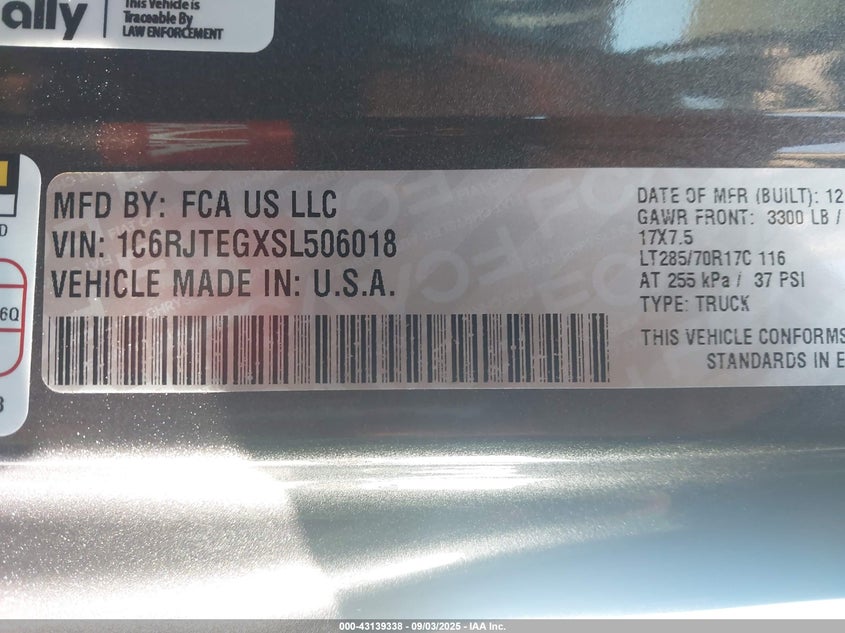 ally
This Vehicle is
Traceable By
LAW ENFORCEMENT
D
6Q
MFD BY: FCA US LLC
VIN: 1C6RJTEGXSL506018
VEHICLE MADE IN: U.S.A.
DATE OF MFR (BUILT): 12
GAWR FRONT: 3300 LB /
17X7.5
LT285/70R17C 116
AT 255 kPa / 37 PSI
TYPE: TRUCK
THIS VEHICLE CONFORMS
STANDARDS IN E
000-43139338 - 09/03/2025 - IAA Inc.